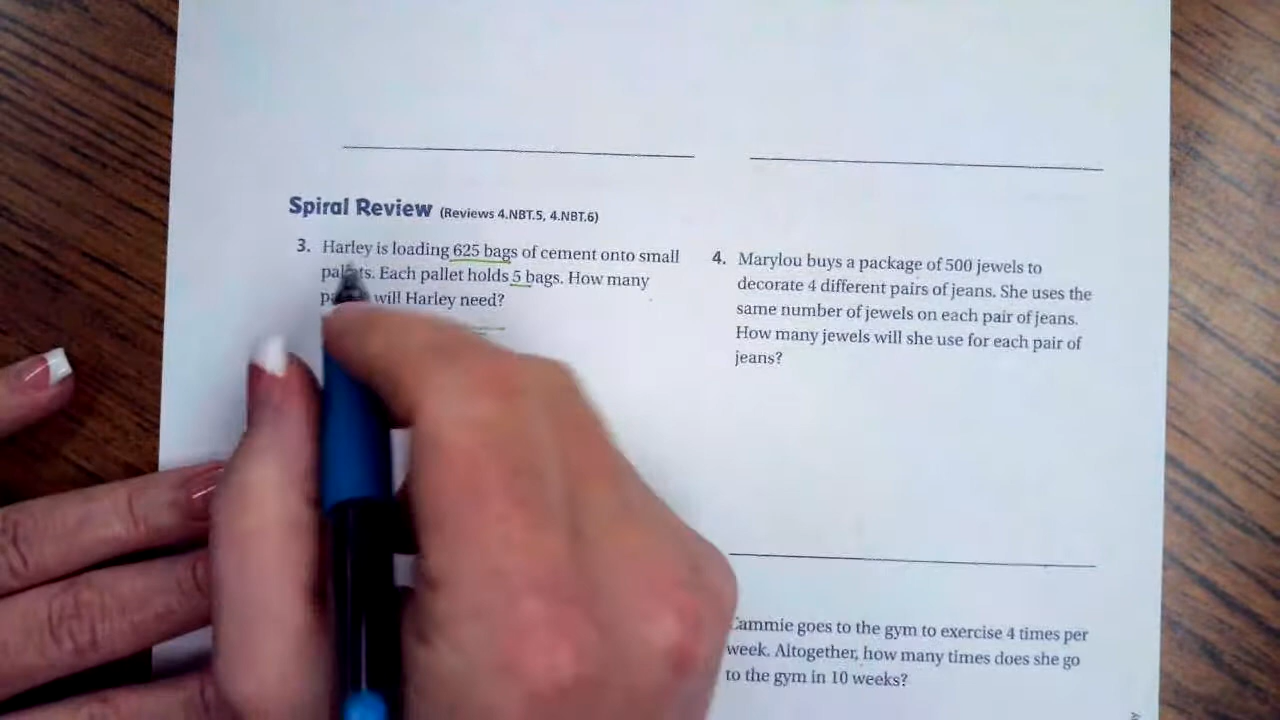 Spiral Review (Reviews 4.NBT.5, 4.NBT.6)
3. Harley is loading 625 bags of cement onto small
Each pallet holds 5 bags. How many
will Harley need?
4. Marylou buys a package of 500 jewels to
decorate 4 different pairs of jeans. She uses the
same number of jewels on each pair of jeans.
How many jewels will she use for each pair of
jeans?
Cammie goes to the gym to exercise 4 times per
week. Altogether, how many times does she go
to the gym in 10 weeks?